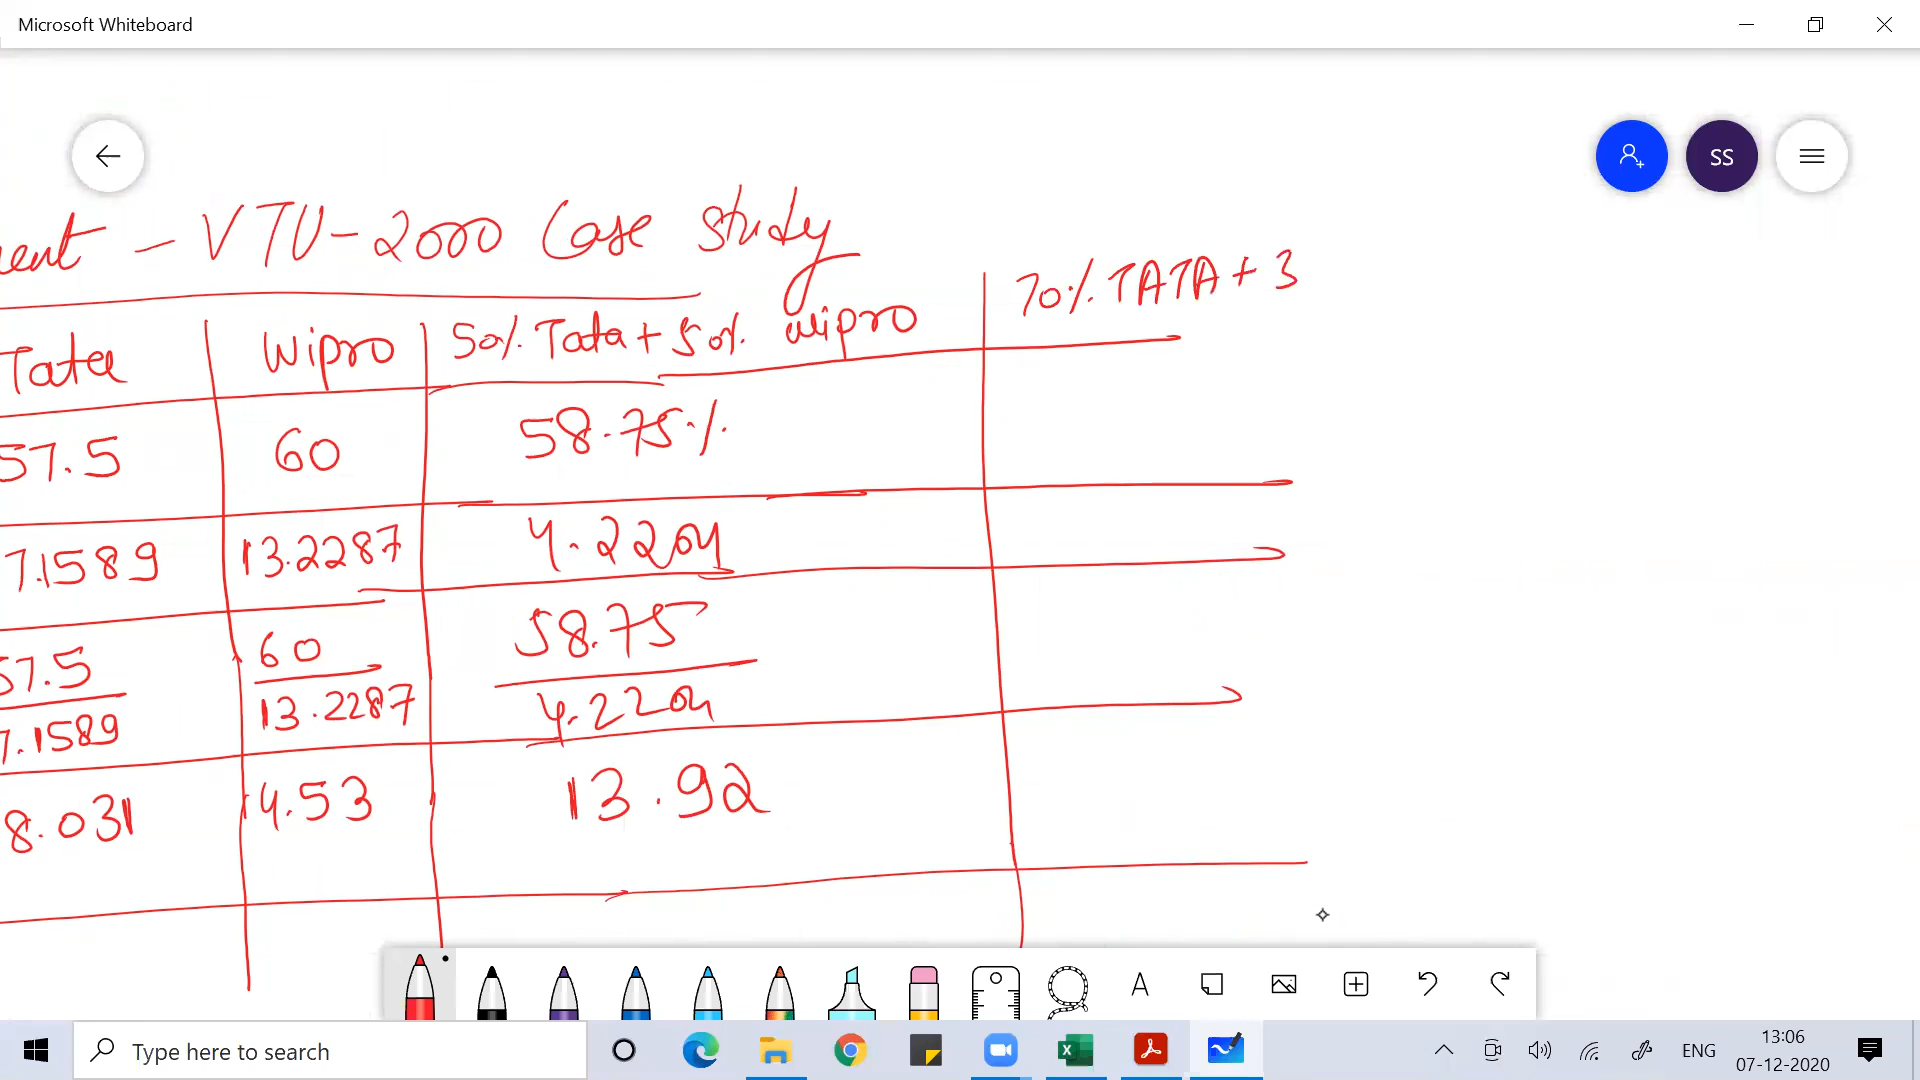 Microsoft Whiteboard
SS
ent - VTU-2000 Case Study
Tata
Wipro
50% Tata + 50% Wipro
70% TATA + 3
57.5
60
58.75%
7.1589
13.2287
4.2204
57.5
60
58.75
7.1589
13.2287
4.2204
8.031
4.53
13.92
A
Type here to search
ENG
13:06
07-12-2020